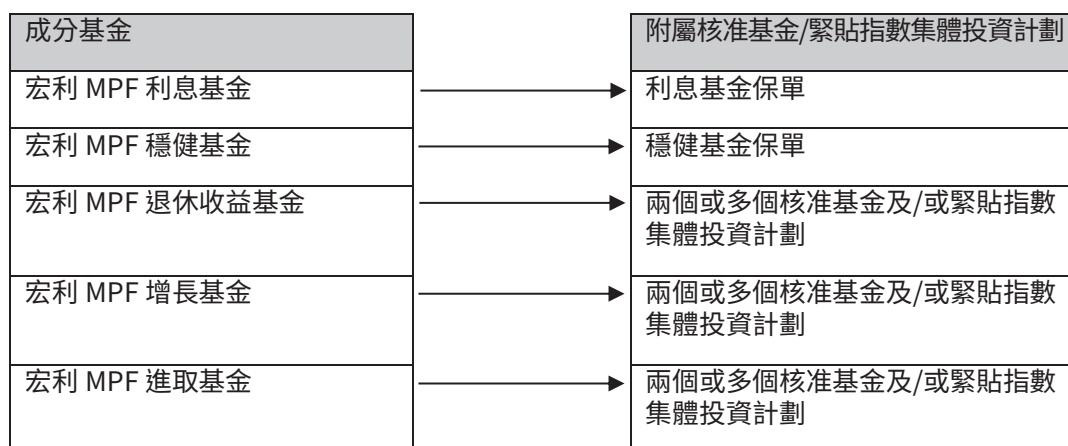 成分基金
附屬核准基金/緊貼指數集體投資計劃
宏利 MPF 利息基金
利息基金保單
宏利 MPF 穩健基金
穩健基金保單
宏利 MPF 退休收益基金
兩個或多個核准基金及/或緊貼指數
集體投資計劃
宏利 MPF 增長基金
兩個或多個核准基金及/或緊貼指數
集體投資計劃
宏利 MPF 進取基金
兩個或多個核准基金及/或緊貼指數
集體投資計劃